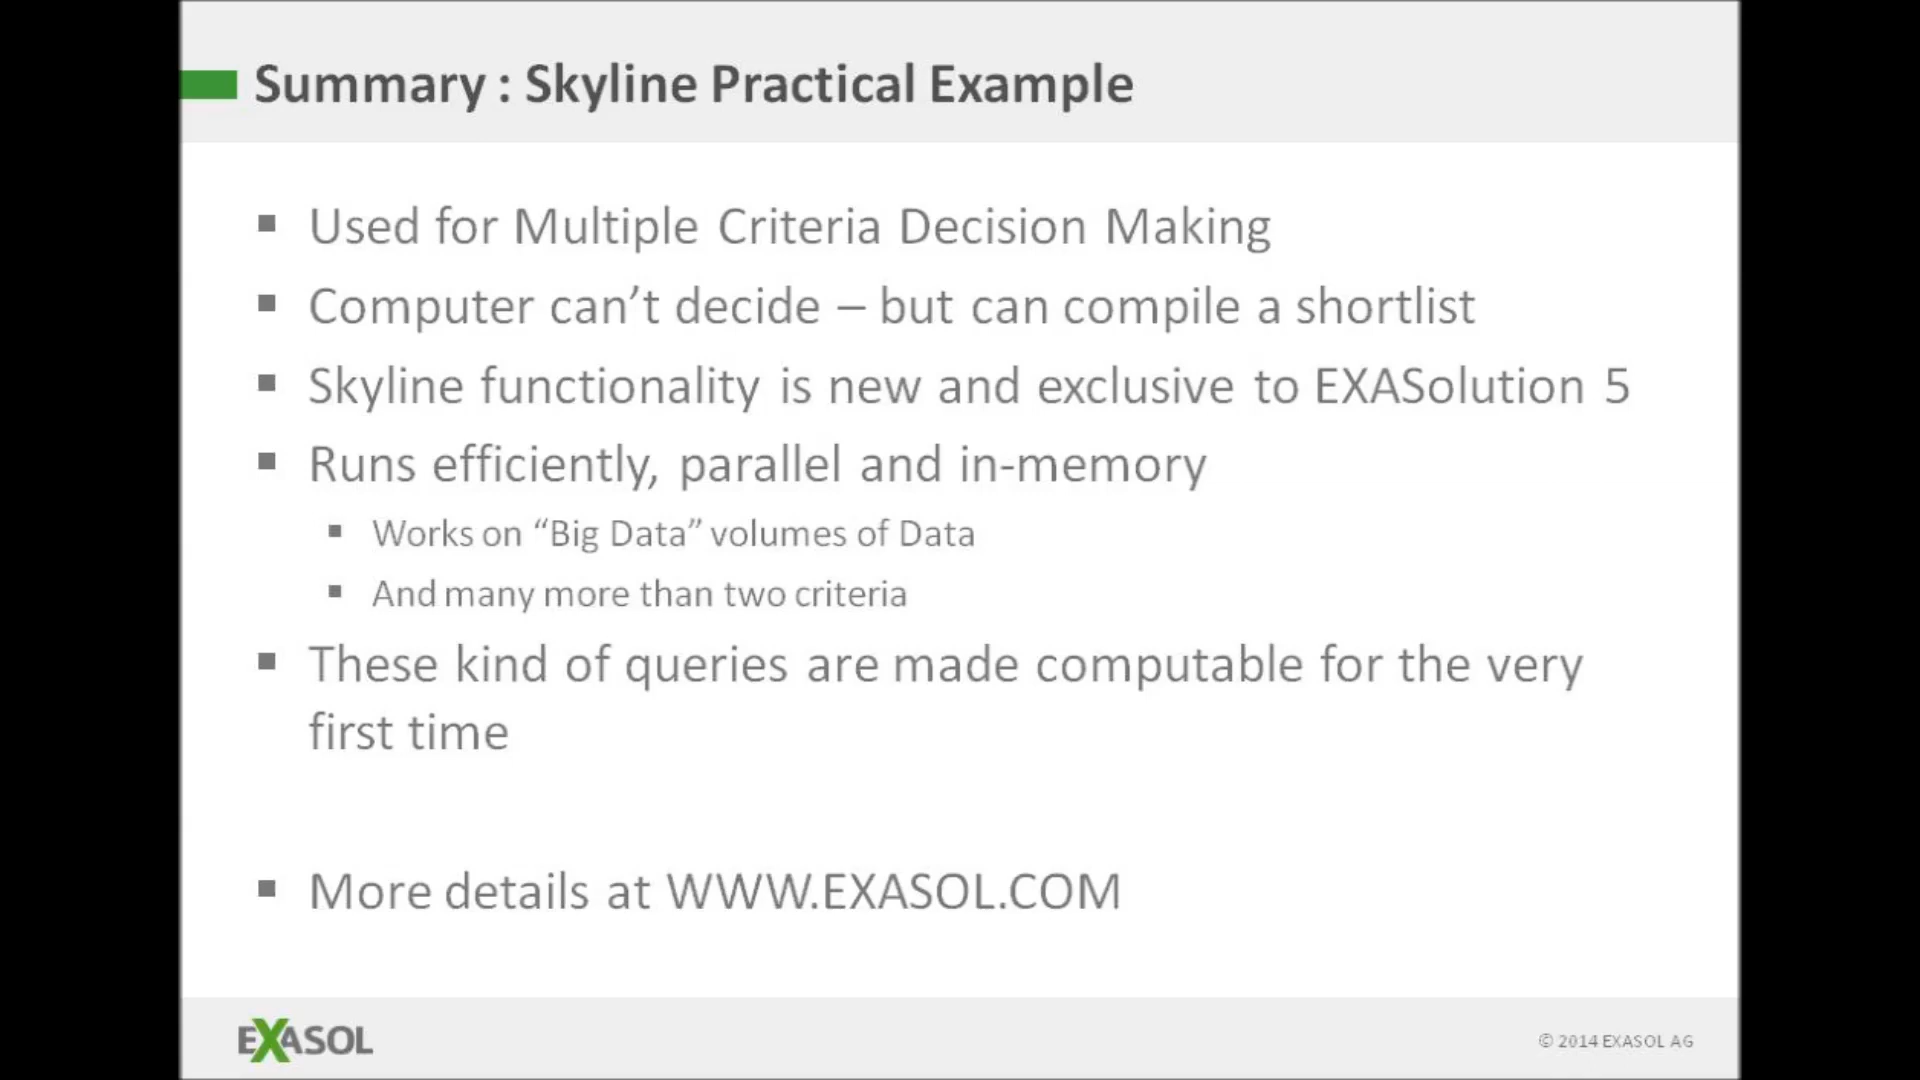 Summary : Skyline Practical Example
▪ Used for Multiple Criteria Decision Making
▪ Computer can’t decide – but can compile a shortlist
▪ Skyline functionality is new and exclusive to EXASolution 5
▪ Runs efficiently, parallel and in-memory
▪ Works on “Big Data” volumes of Data
▪ And many more than two criteria
▪ These kind of queries are made computable for the very
first time
▪ More details at WWW.EXASOL.COM
EXASOL
© 2014 EXASOL AG